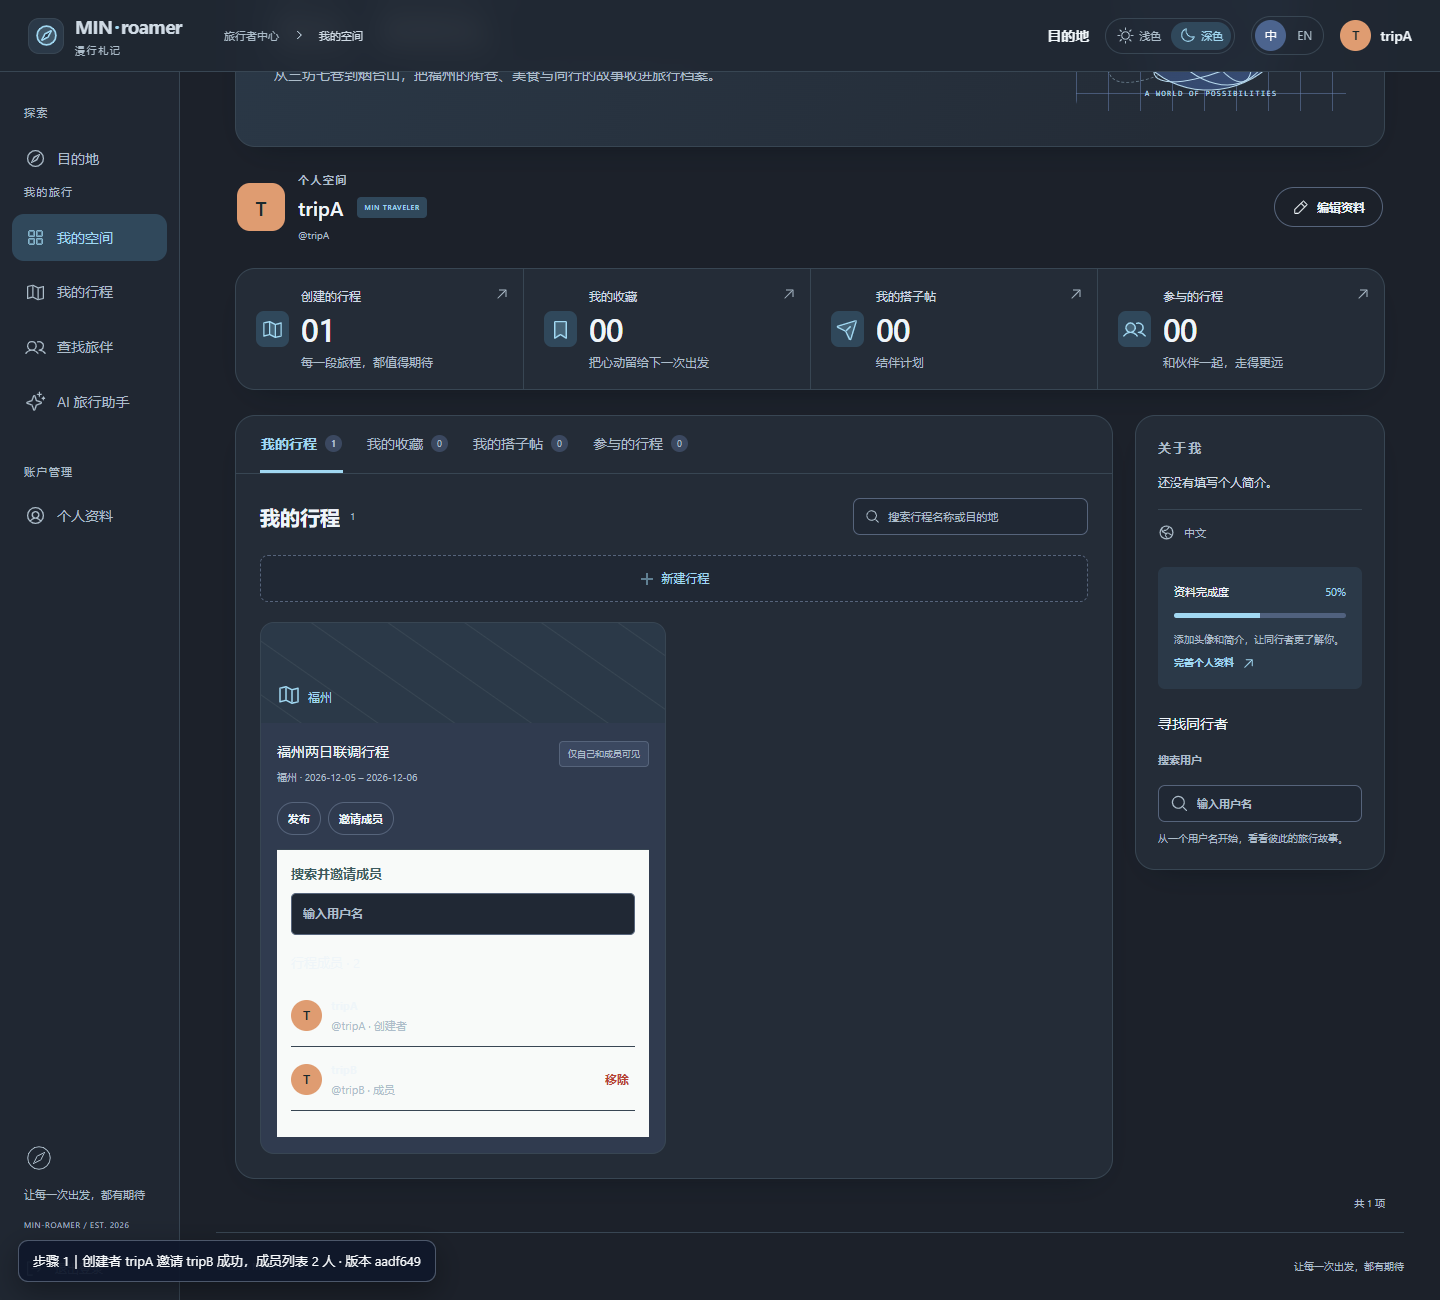 MIN·roamer
漫行札记
旅行者中心
我的空间
目的地
浅色
深色
中
EN
T
tripA
探索
目的地
我的旅行
我的空间
我的行程
查找旅伴
AI 旅行助手
账户管理
个人资料
让每一次出发，都有期待
MIN-ROAMER / EST. 2026
从三坊七巷到烟台山，把福州的街巷、美食与同行的故事收进旅行档案。
A WORLD OF POSSIBILITIES
T
个人空间
tripA
MIN TRAVELER
@tripA
编辑资料
创建的行程
01
每一段旅程，都值得期待
我的收藏
00
把心动留给下一次出发
我的搭子帖
00
结伴计划
参与的行程
00
和伙伴一起，走得更远
我的行程 1
我的收藏 0
我的搭子帖 0
参与的行程 0
我的行程 1
搜索行程名称或目的地
新建行程
福州
福州两日联调行程
仅自己和成员可见
福州 · 2026-12-05 – 2026-12-06
发布
邀请成员
搜索并邀请成员
输入用户名
行程成员 · 2
T
tripA
@tripA · 创建者
T
tripB
@tripB · 成员
移除
关于我
还没有填写个人简介。
中文
资料完成度
50%
添加头像和简介，让同行者更了解你。
完善个人资料
寻找同行者
搜索用户
输入用户名
从一个用户名开始，看看彼此的旅行故事。
共 1 项
让每一次出发，都有期待
步骤 1 | 创建者 tripA 邀请 tripB 成功，成员列表 2 人 · 版本 aadf649